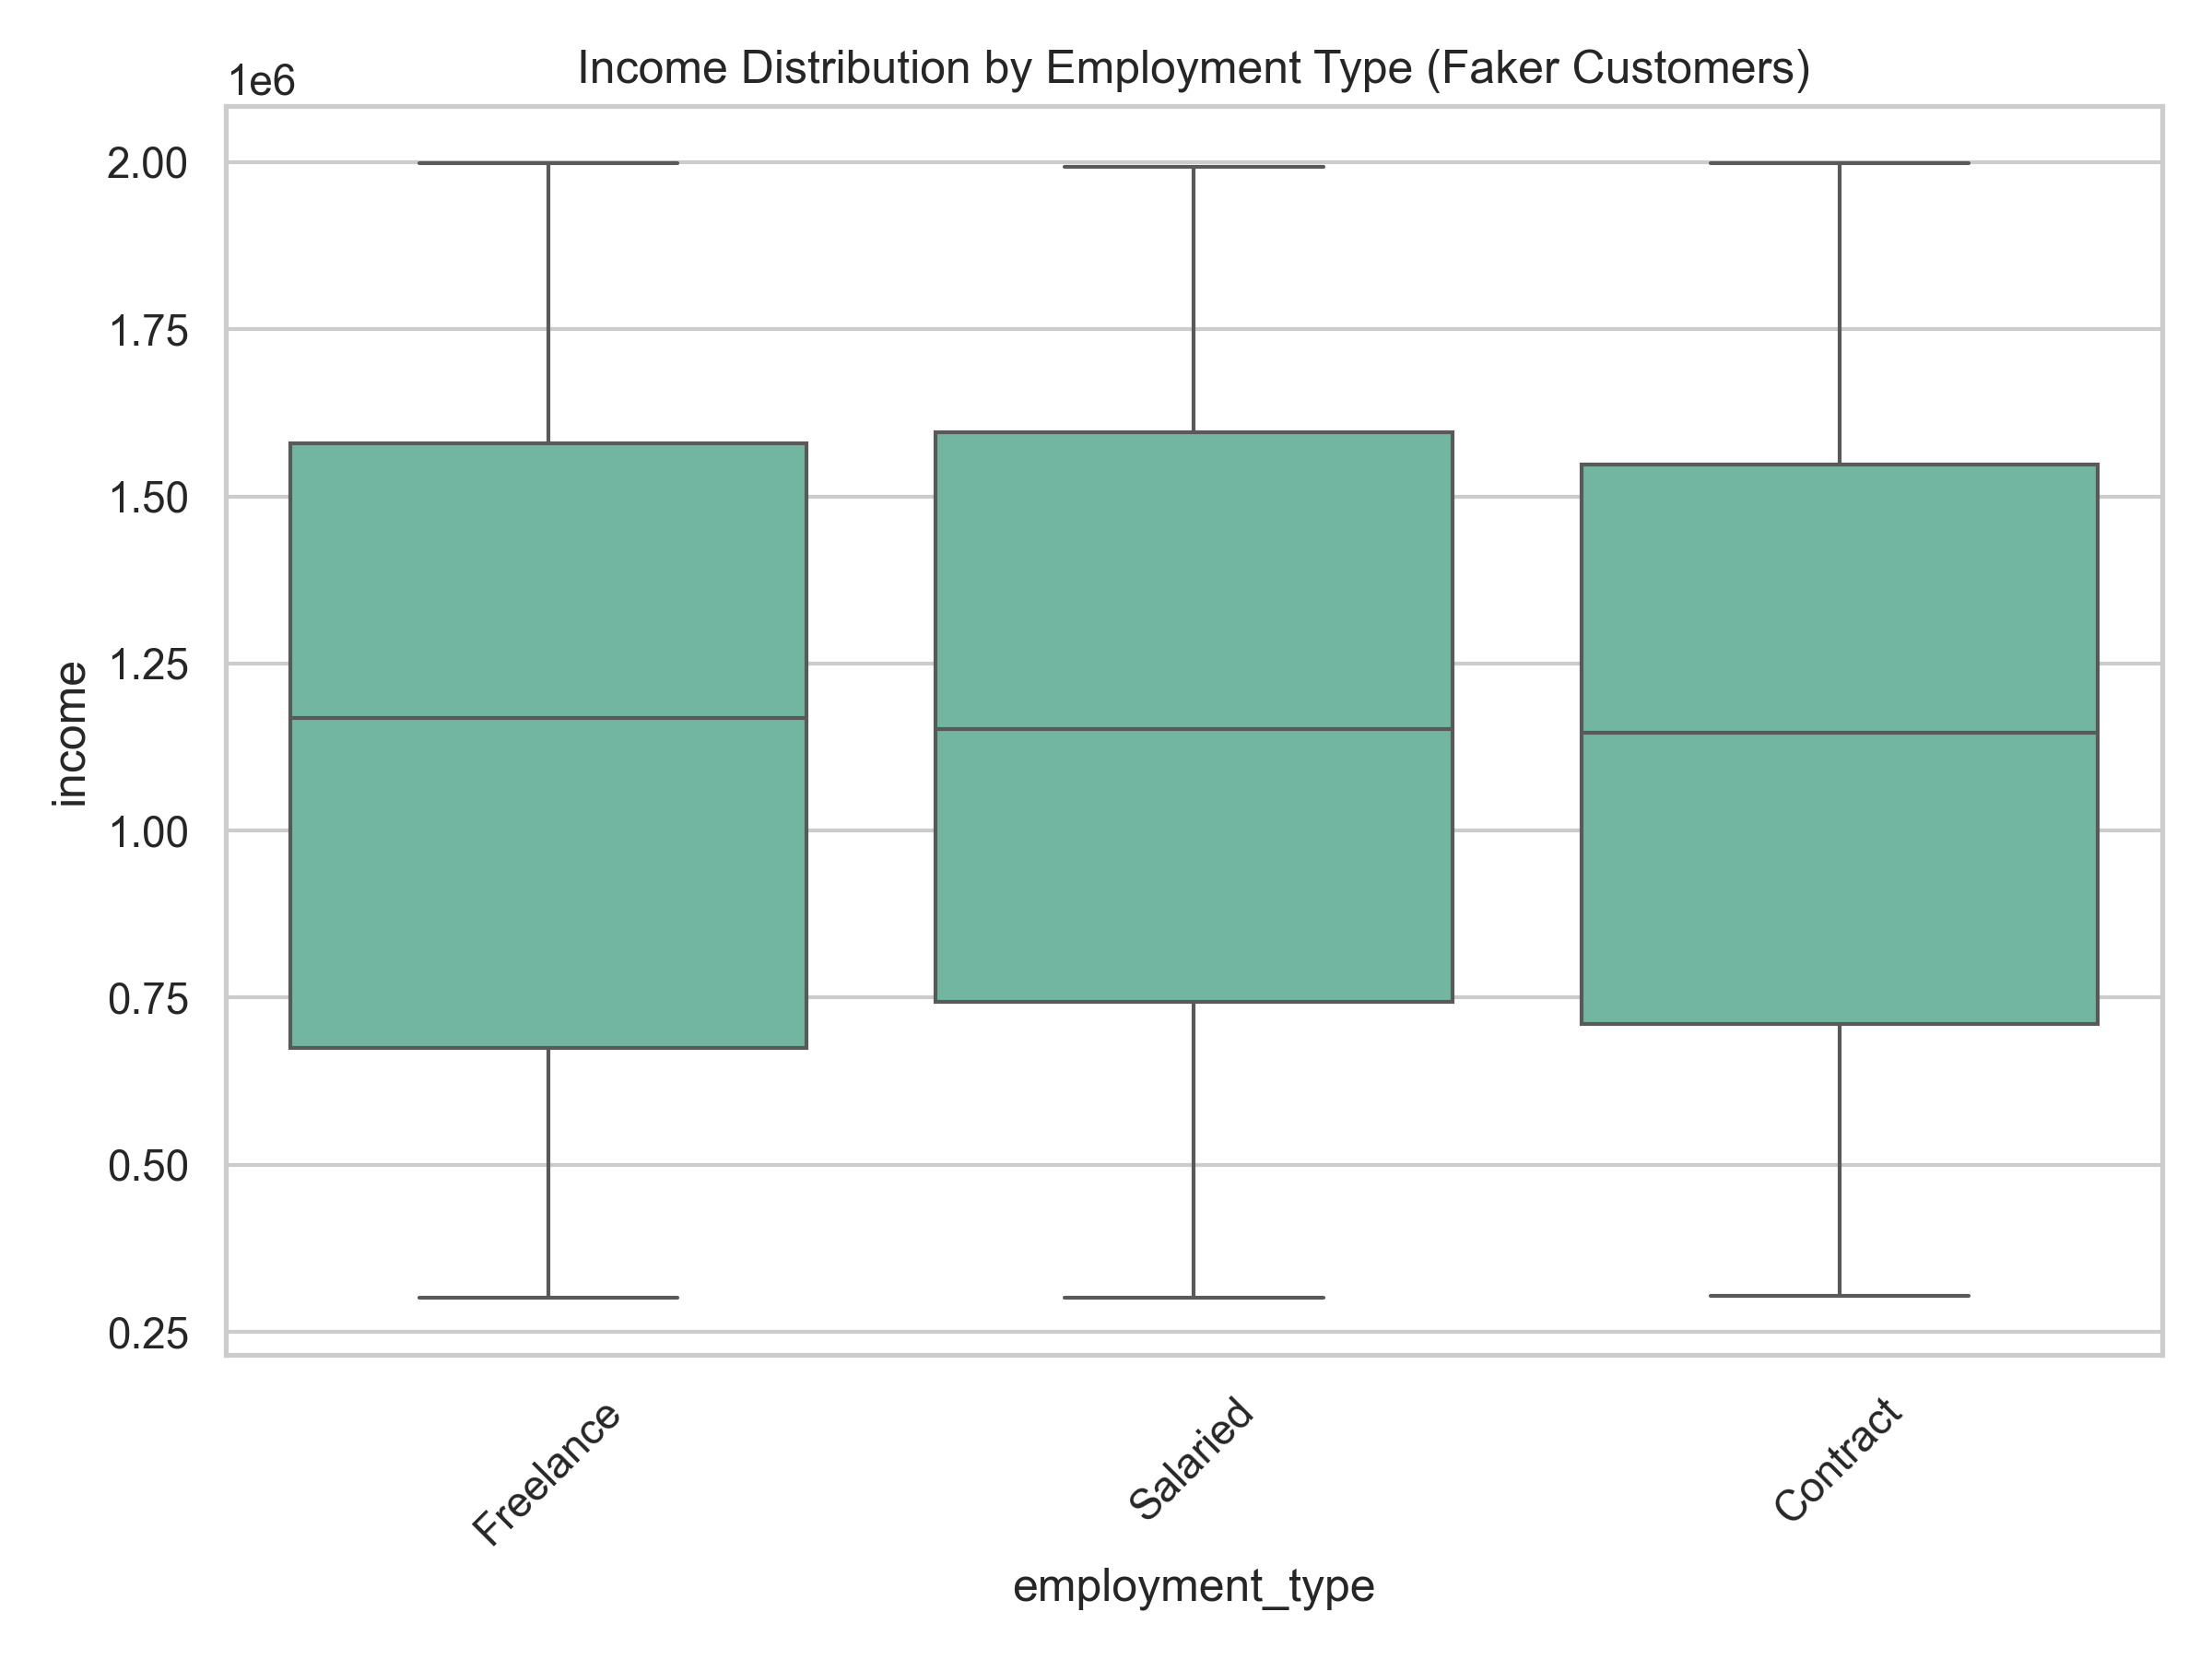 Income Distribution by Employment Type (Faker Customers)
1e6
2.00
1.75
1.50
1.25
1.00
0.75
0.50
0.25
income
Freelance
Salaried
Contract
employment_type